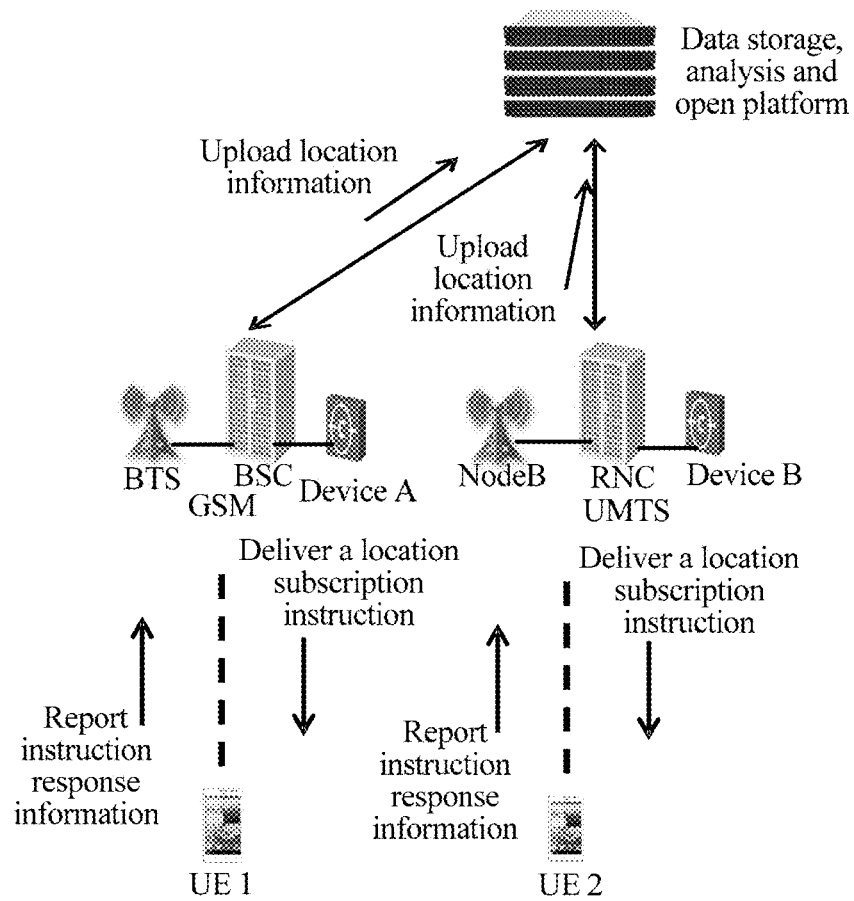 Data storage,
analysis and
open platform
Upload location
information
Upload
location
information
BTS
BSC
GSM
Device A
NodeB
RNC
UMTS
Device B
Deliver a location
subscription
instruction
Deliver a location
subscription
instruction
Report
instruction
response
information
Report
instruction
response
information
UE 1
UE 2